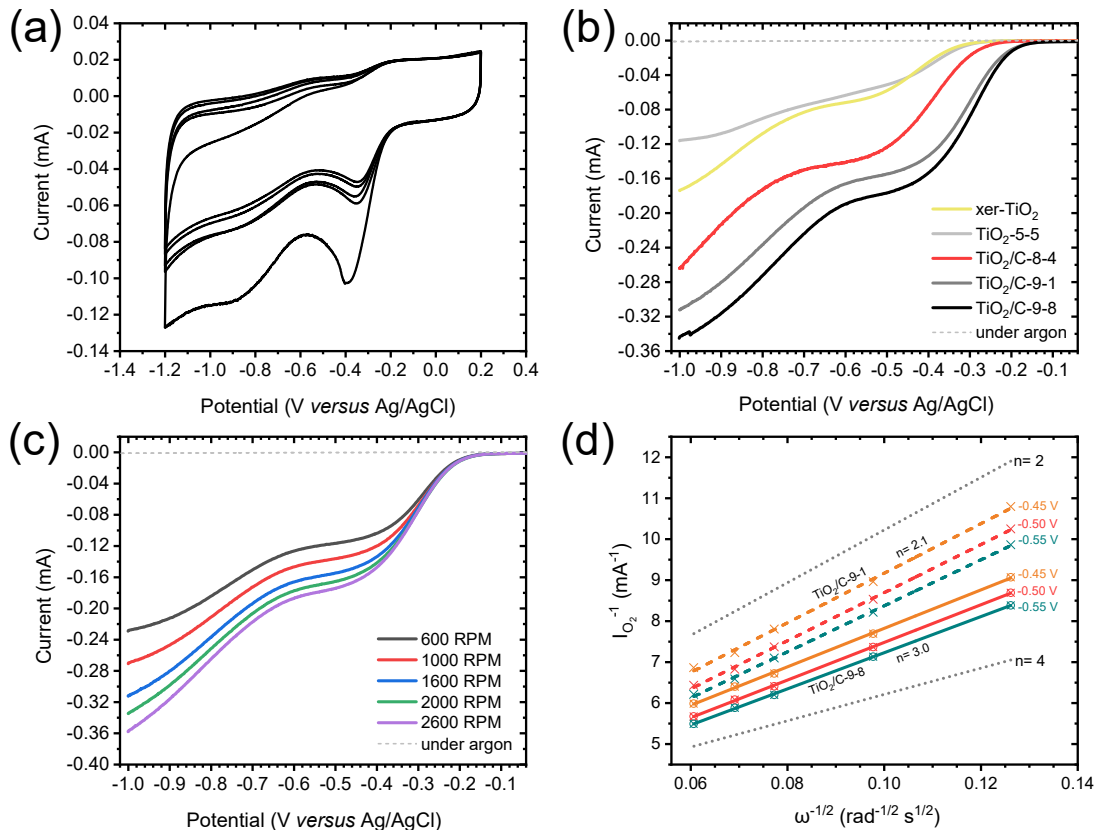 (a)
0.04
0.02
0.00
-0.02
-0.04
-0.06
-0.08
-0.10
-0.12
-0.14
Current (mA)
-1.4 -1.2 -1.0 -0.8 -0.6 -0.4 -0.2 0.0 0.2 0.4
Potential (V versus Ag/AgCl)
(b)
0.00
-0.04
-0.08
-0.12
-0.16
-0.20
-0.24
-0.28
-0.32
-0.36
Current (mA)
xer-TiO₂
TiO₂-5-5
TiO₂/C-8-4
TiO₂/C-9-1
TiO₂/C-9-8
under argon
-1.0 -0.9 -0.8 -0.7 -0.6 -0.5 -0.4 -0.3 -0.2 -0.1
Potential (V versus Ag/AgCl)
(c)
0.00
-0.04
-0.08
-0.12
-0.16
-0.20
-0.24
-0.28
-0.32
-0.36
-0.40
Current (mA)
600 RPM
1000 RPM
1600 RPM
2000 RPM
2600 RPM
under argon
-1.0 -0.9 -0.8 -0.7 -0.6 -0.5 -0.4 -0.3 -0.2 -0.1
Potential (V versus Ag/AgCl)
(d)
12
11
10
9
8
7
6
5
I_O₂⁻¹ (mA⁻¹)
n= 2
-0.45 V
-0.50 V
-0.55 V
n= 2.1
TiO₂/C-9-1
-0.45 V
-0.50 V
-0.55 V
n= 3.0
TiO₂/C-9-8
n= 4
0.06 0.08 0.10 0.12 0.14
ω⁻¹/² (rad⁻¹/² s¹/²)